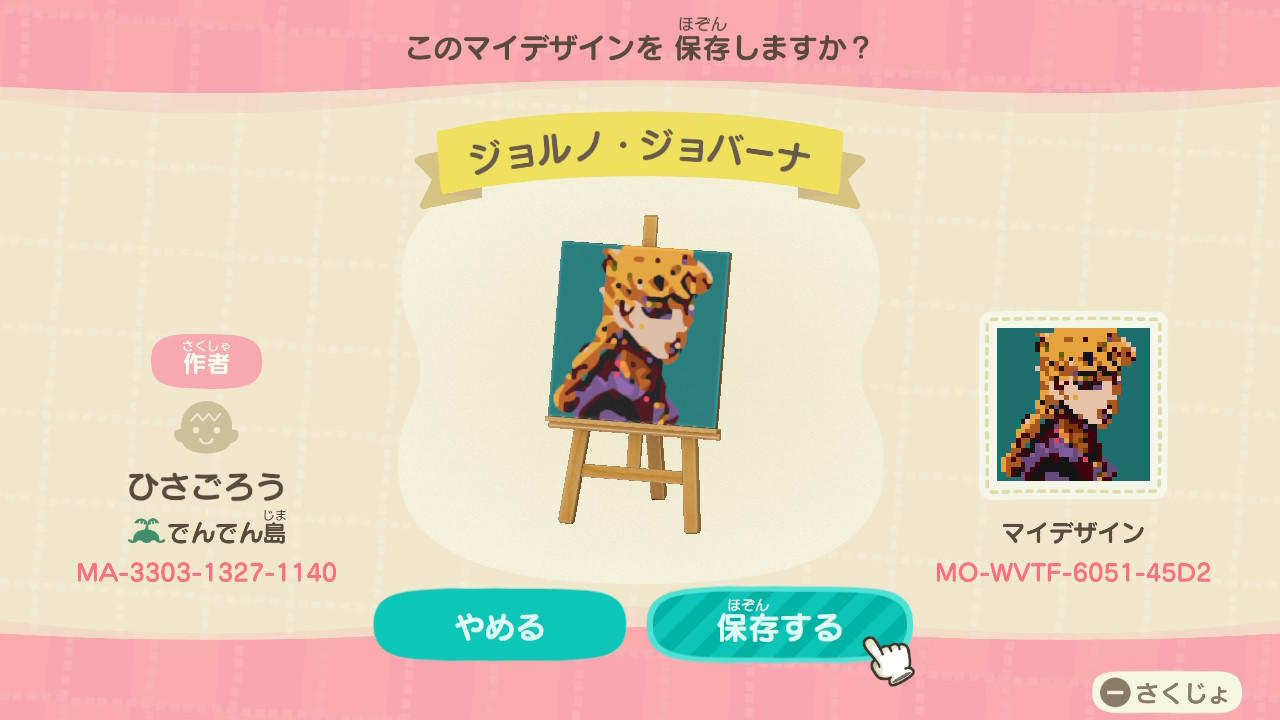 ほぞん
このマイデザインを 保存しますか？
ジョルノ・ジョバーナ
さくしゃ
作者
ひさごろう
じま
でんでん島
MA-3303-1327-1140
マイデザイン
MO-WVTF-6051-45D2
やめる
ほぞん
保存する
さくじょ